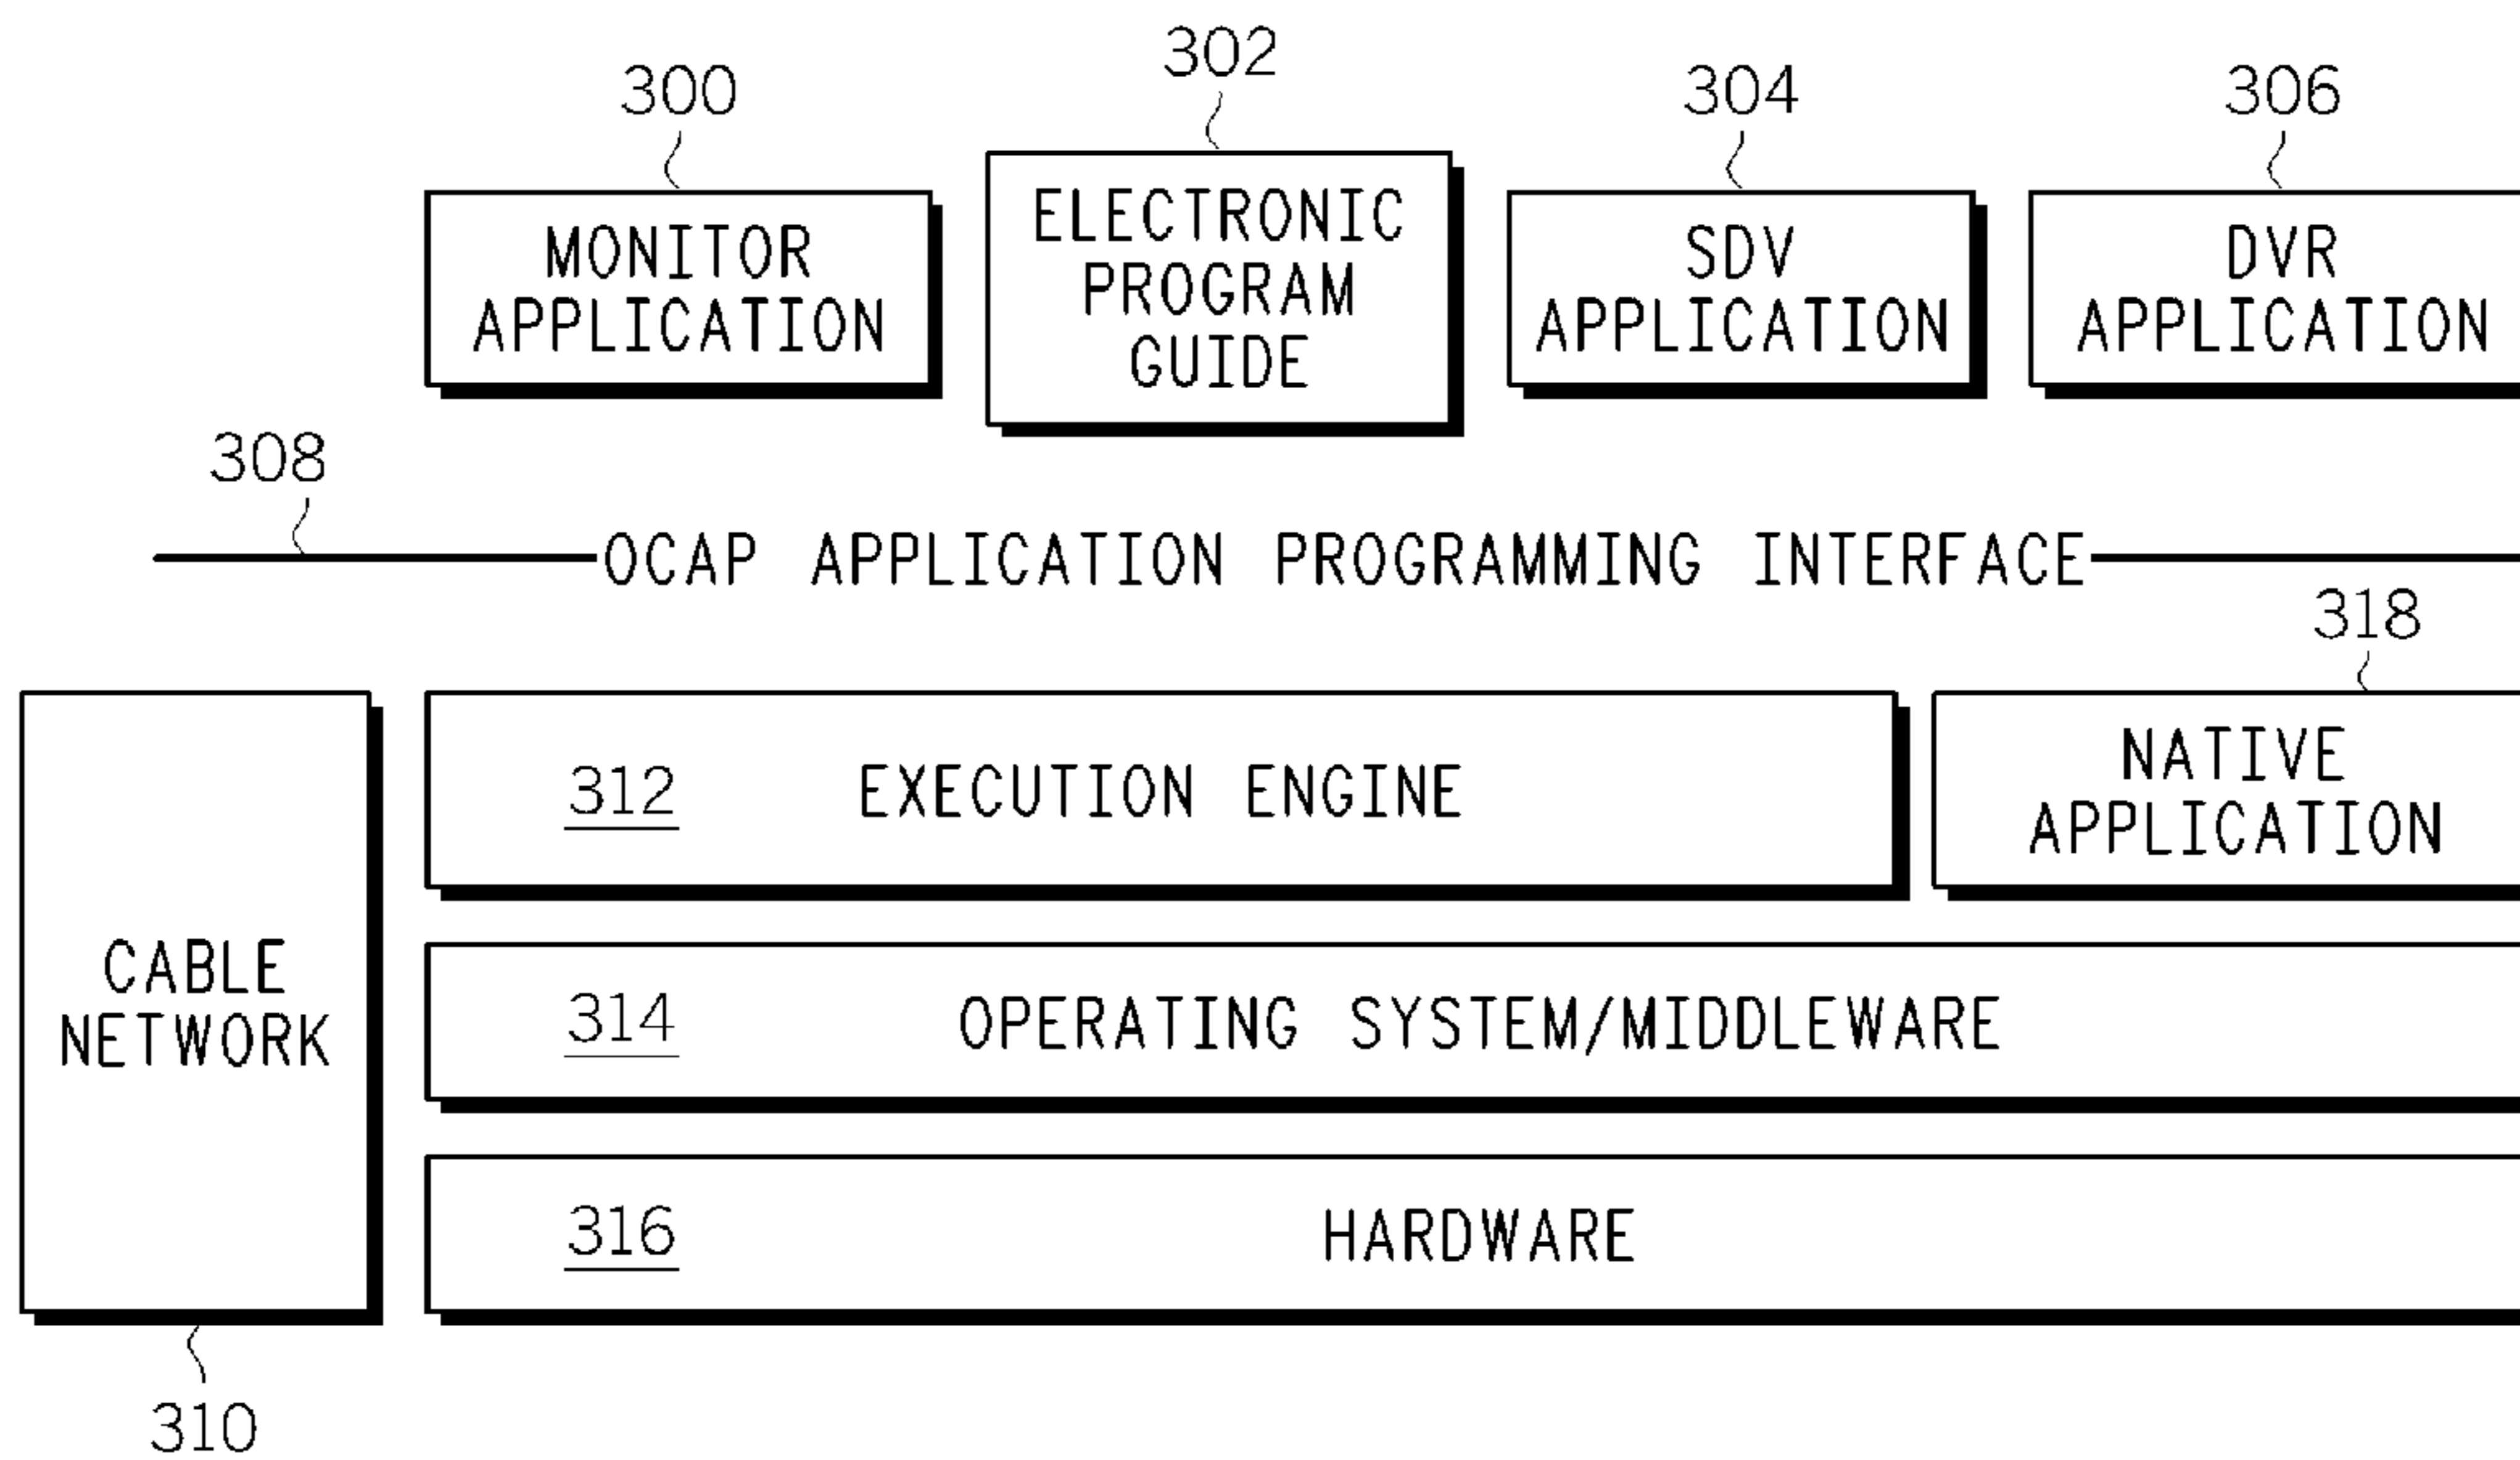 300
302
304
306
MONITOR
APPLICATION
ELECTRONIC
PROGRAM
GUIDE
SDV
APPLICATION
DVR
APPLICATION
308
OCAP APPLICATION PROGRAMMING INTERFACE
318
CABLE
NETWORK
312 EXECUTION ENGINE
NATIVE
APPLICATION
314 OPERATING SYSTEM/MIDDLEWARE
316 HARDWARE
310